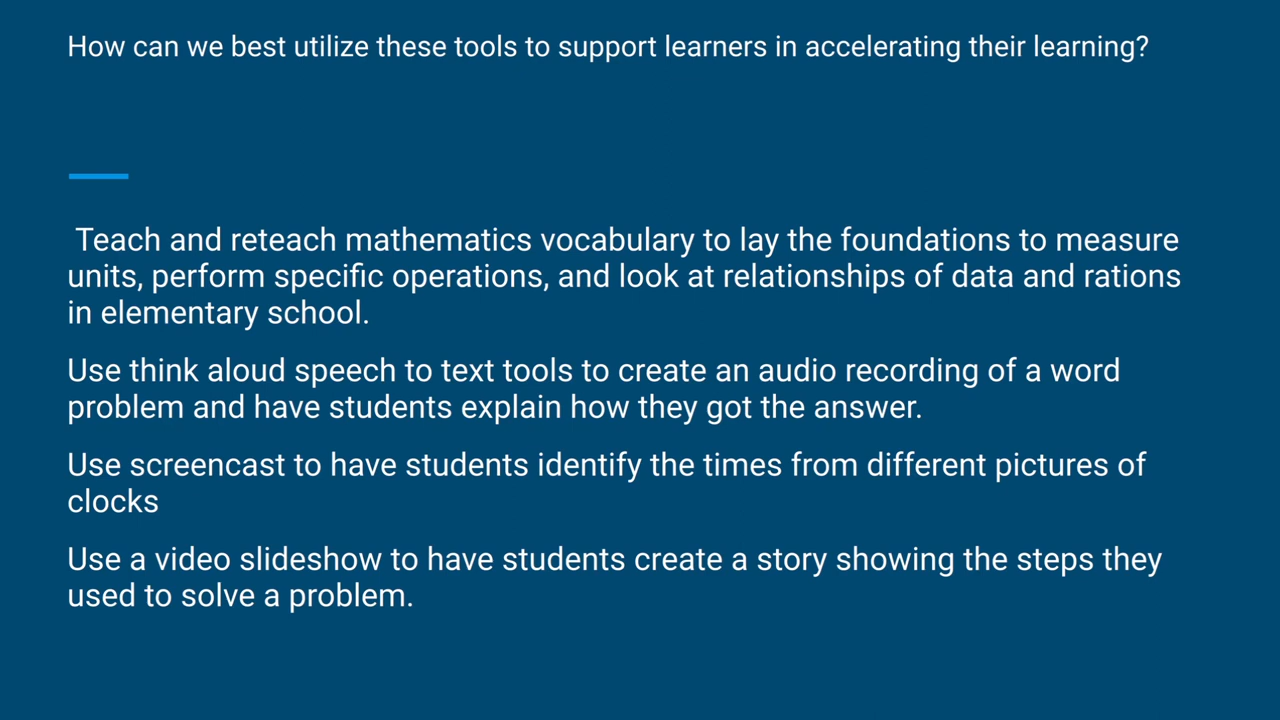 How can we best utilize these tools to support learners in accelerating their learning?
Teach and reteach mathematics vocabulary to lay the foundations to measure
units, perform specific operations, and look at relationships of data and rations
in elementary school.
Use think aloud speech to text tools to create an audio recording of a word
problem and have students explain how they got the answer.
Use screencast to have students identify the times from different pictures of
clocks
Use a video slideshow to have students create a story showing the steps they
used to solve a problem.